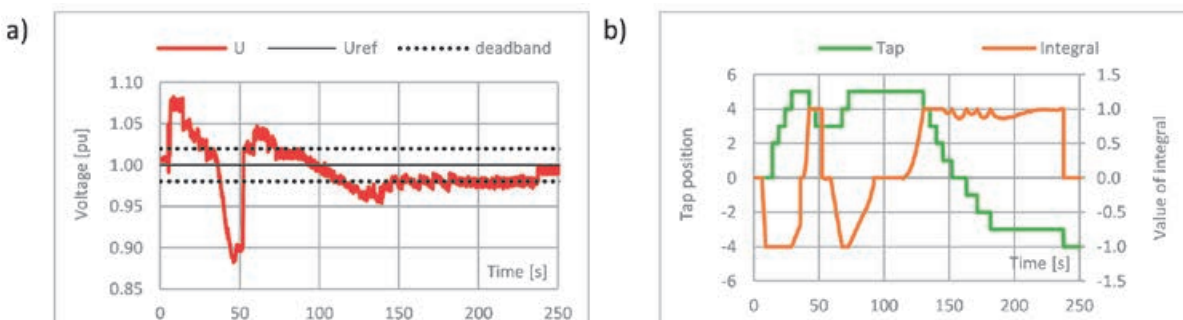 a)
U Uref deadband
1.10
1.05
1.00
0.95
0.90
0.85
Voltage [pu]
Time [s]
0 50 100 150 200 250
b)
Tap Integral
6
4
2
0
-2
-4
-6
Tap position
1.5
1.0
0.5
0.0
-0.5
-1.0
-1.5
Value of integral
Time [s]
0 50 100 150 200 250